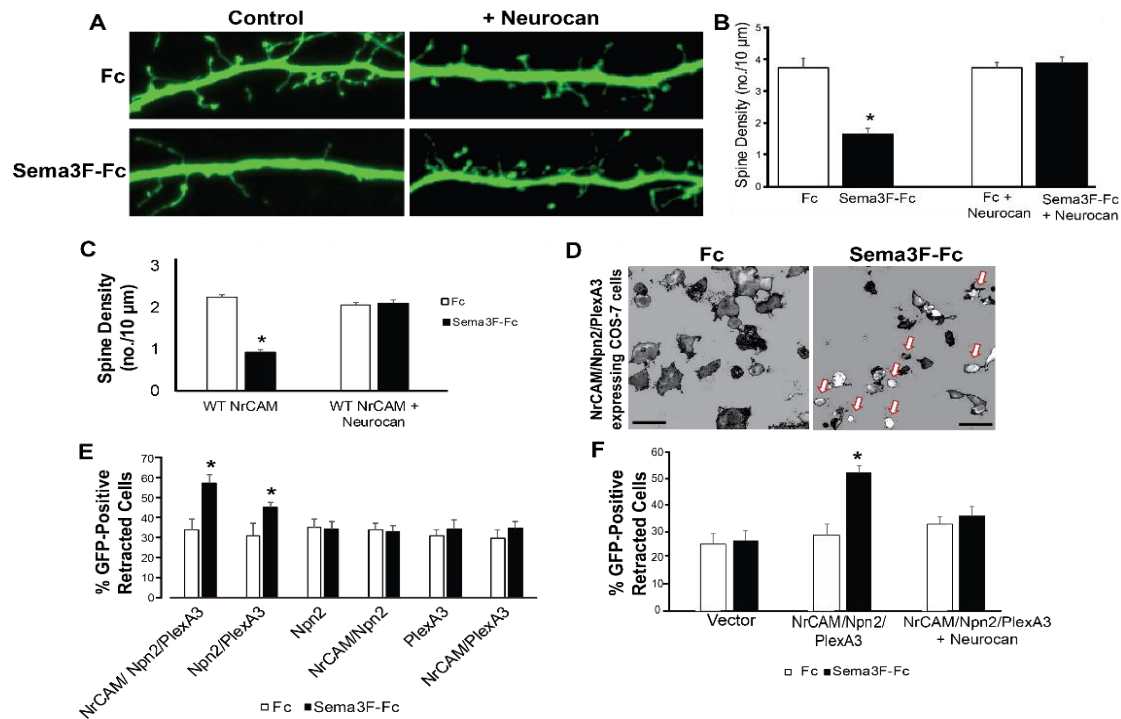 A
Control
+ Neurocan
Fc
Sema3F-Fc
B
Spine Density (no./10 µm)
5
4
3
2
1
0
*
Fc
Sema3F-Fc
Fc +
Neurocan
Sema3F-Fc
+ Neurocan
C
Spine Density
(no./10 µm)
3
2
1
0
*
WT NrCAM
WT NrCAM +
Neurocan
Fc
Sema3F-Fc
D
Fc
Sema3F-Fc
NrCAM/Npn2/PlexA3
expressing COS-7 cells
E
% GFP-Positive
Retracted Cells
70
60
50
40
30
20
10
0
*
*
NrCAM/ Npn2/PlexA3
Npn2/PlexA3
Npn2
NrCAM/Npn2
PlexA3
NrCAM/PlexA3
Fc
Sema3F-Fc
F
% GFP-Positive
Retracted Cells
60
50
40
30
20
10
0
*
Vector
NrCAM/Npn2/
PlexA3
NrCAM/Npn2/PlexA3
+ Neurocan
Fc
Sema3F-Fc